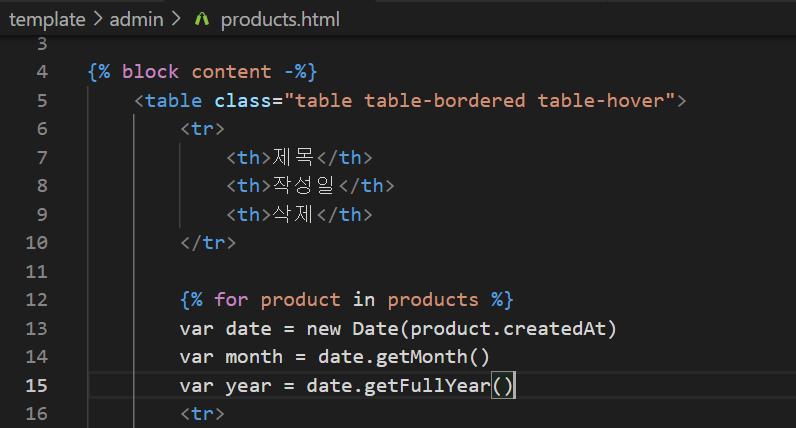 template > admin > products.html
3
4 {% block content -%}
5 <table class="table table-bordered table-hover">
6 <tr>
7 <th>제목</th>
8 <th>작성일</th>
9 <th>삭제</th>
10 </tr>
11
12 {% for product in products %}
13 var date = new Date(product.createdAt)
14 var month = date.getMonth()
15 var year = date.getFullYear()
16 <tr>